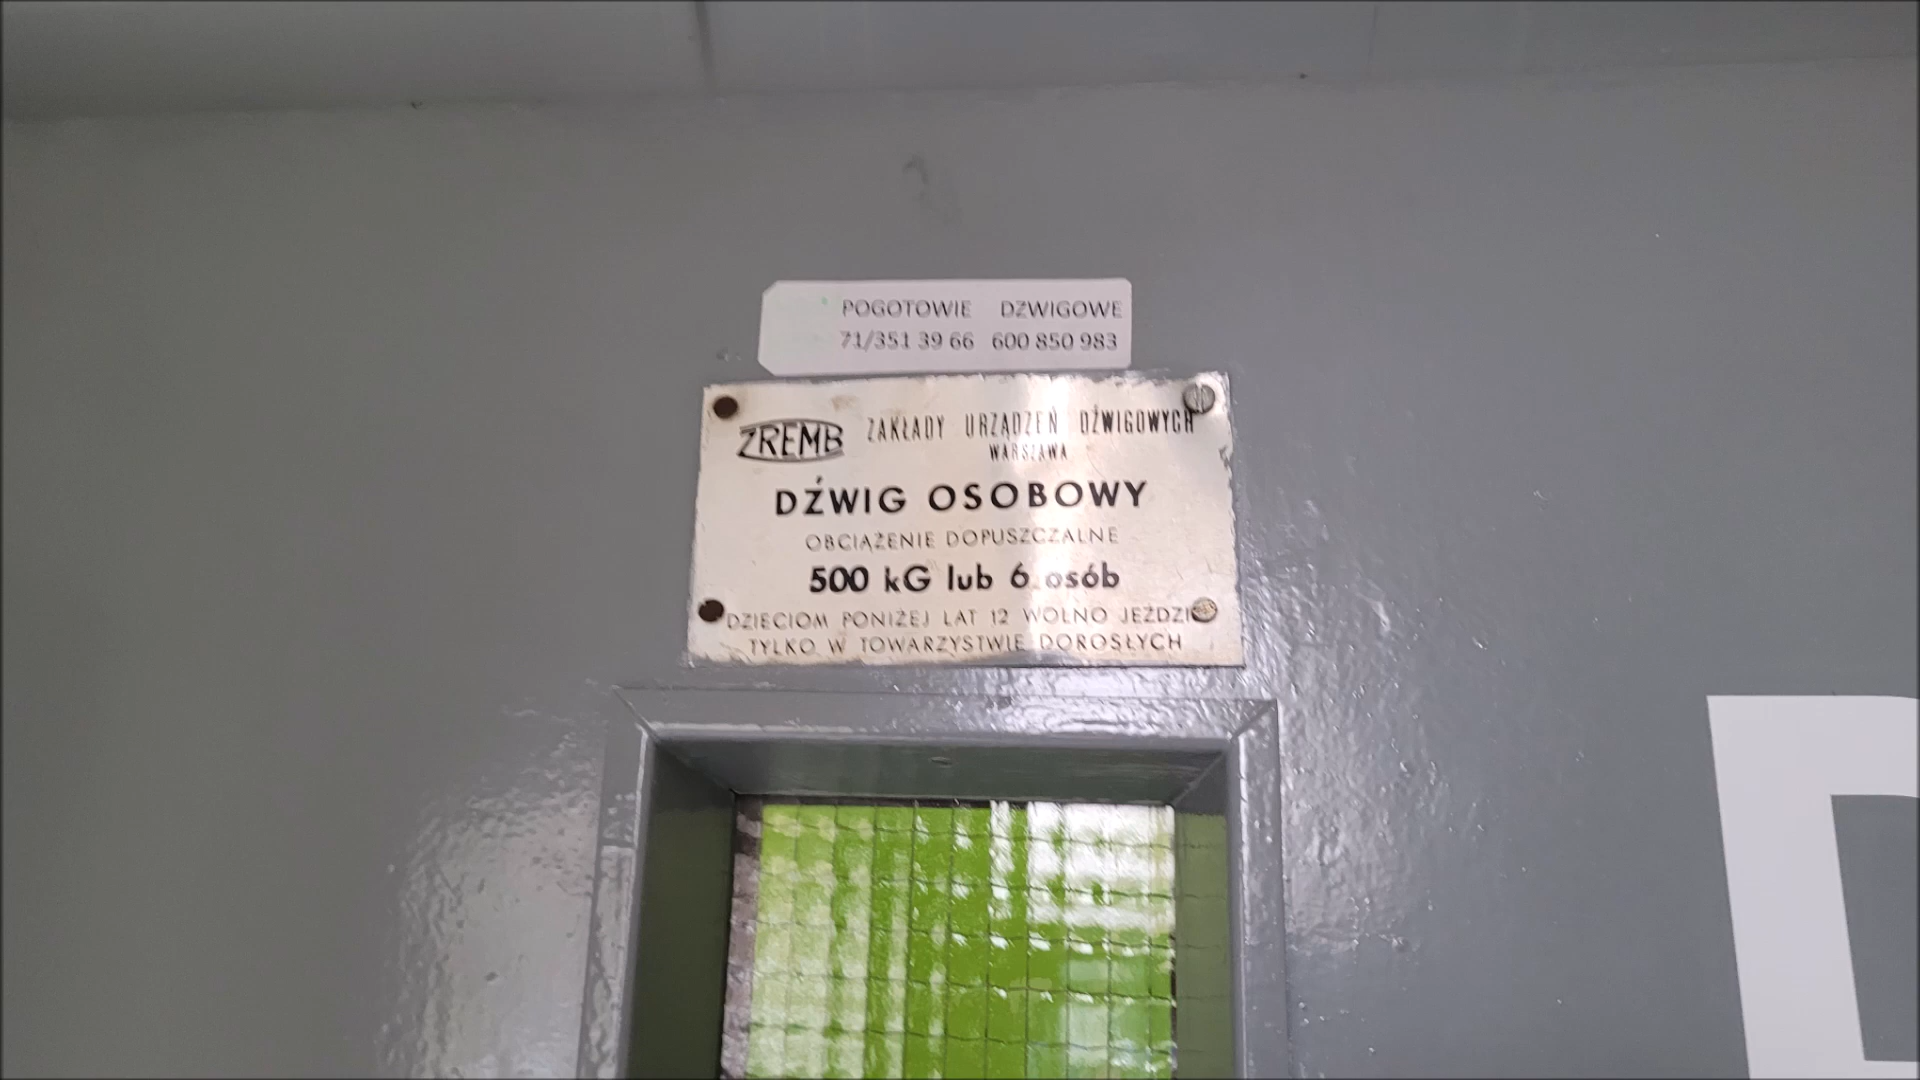 POGOTOWIE DZWIGOWE
71/351 39 66 600 850 983
ZREMB ZAKŁADY URZĄDZEŃ DŹWIGOWYCH
WARSZAWA
DŹWIG OSOBOWY
OBCIĄŻENIE DOPUSZCZALNE
500 kG lub 6 osób
DZIECIOM PONIŻEJ LAT 12 WOLNO JEŹDZIĆ
TYLKO W TOWARZYSTWIE DOROSŁYCH